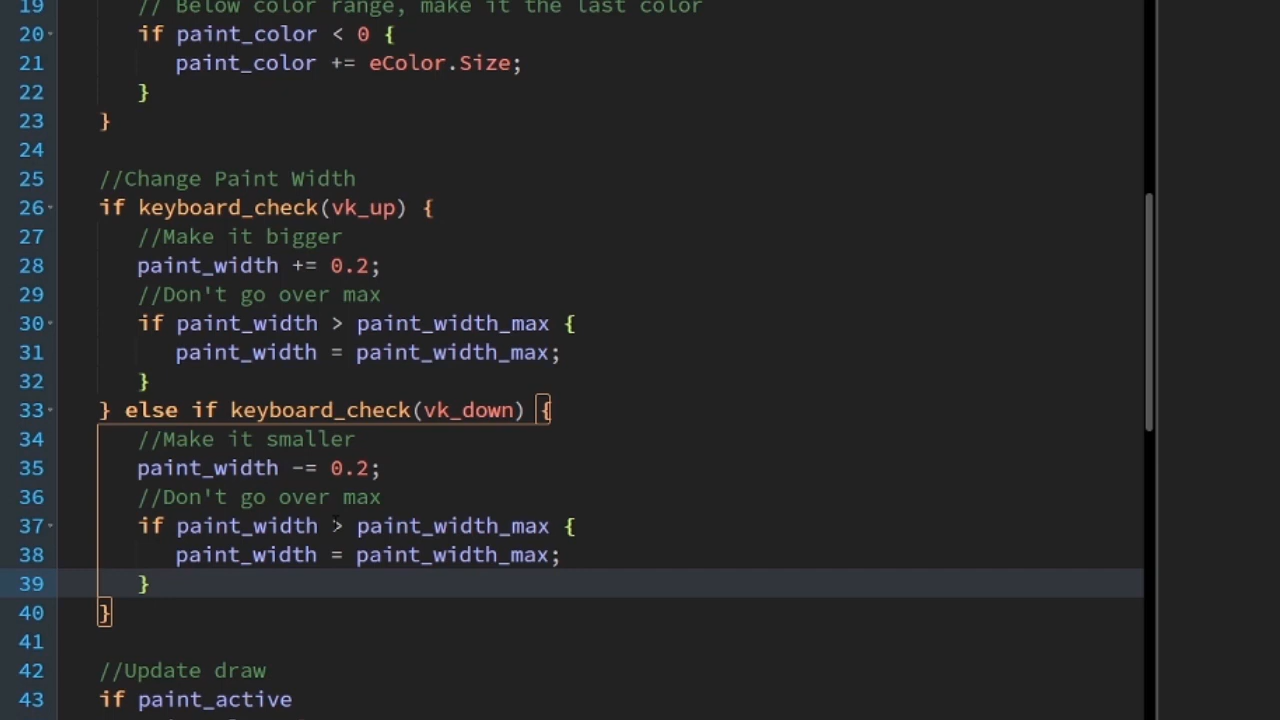 19 // Below color range, make it the last color
20 if paint_color < 0 {
21 paint_color += eColor.Size;
22 }
23 }
24
25 //Change Paint Width
26 if keyboard_check(vk_up) {
27 //Make it bigger
28 paint_width += 0.2;
29 //Don't go over max
30 if paint_width > paint_width_max {
31 paint_width = paint_width_max;
32 }
33 } else if keyboard_check(vk_down) {
34 //Make it smaller
35 paint_width -= 0.2;
36 //Don't go over max
37 if paint_width > paint_width_max {
38 paint_width = paint_width_max;
39 }
40 }
41
42 //Update draw
43 if paint_active